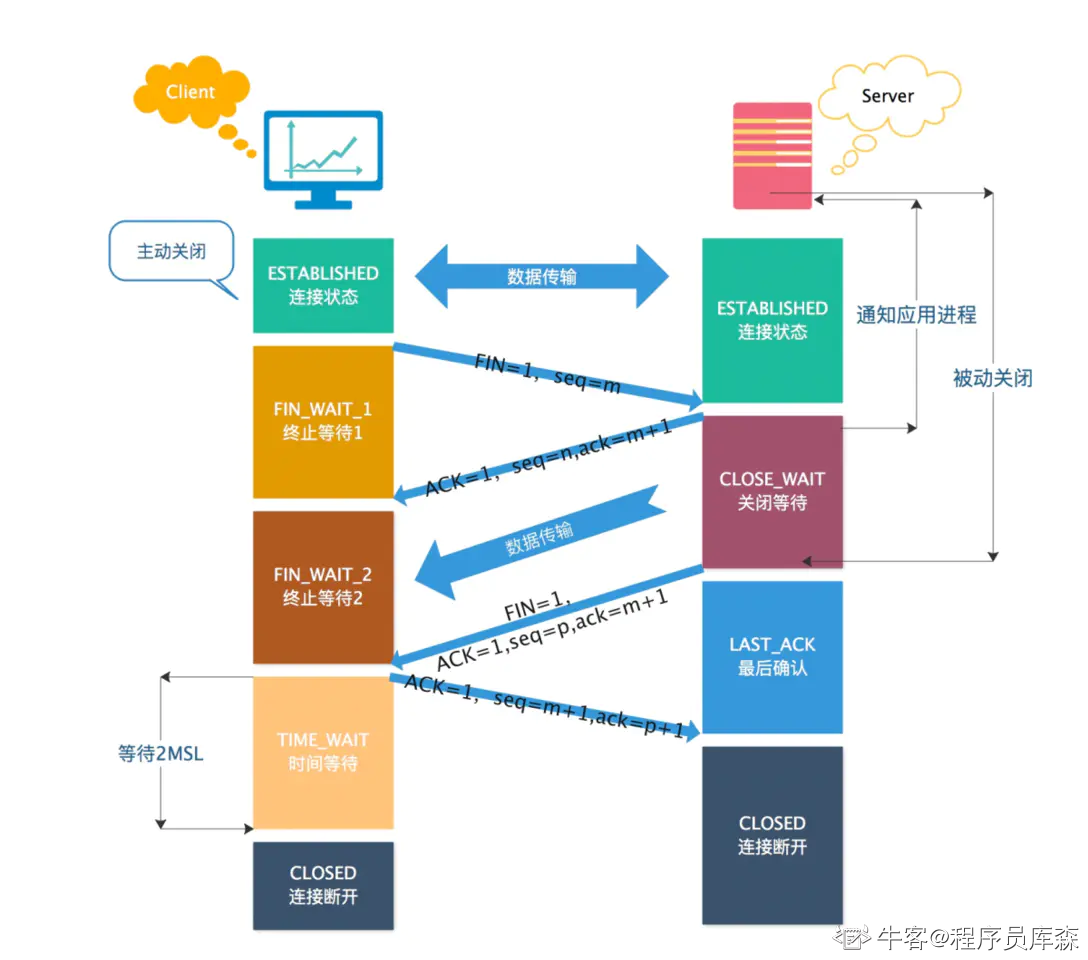 Client
Server
主动关闭
ESTABLISHED
连接状态
数据传输
ESTABLISHED
连接状态
通知应用进程
被动关闭
FIN=1, seq=m
FIN_WAIT_1
终止等待1
ACK=1, seq=n,ack=m+1
CLOSE_WAIT
关闭等待
数据传输
FIN_WAIT_2
终止等待2
FIN=1,
ACK=1,seq=p,ack=m+1
LAST_ACK
最后确认
ACK=1, seq=m+1,ack=p+1
TIME_WAIT
时间等待
等待2MSL
CLOSED
连接断开
CLOSED
连接断开
牛客@程序员库森